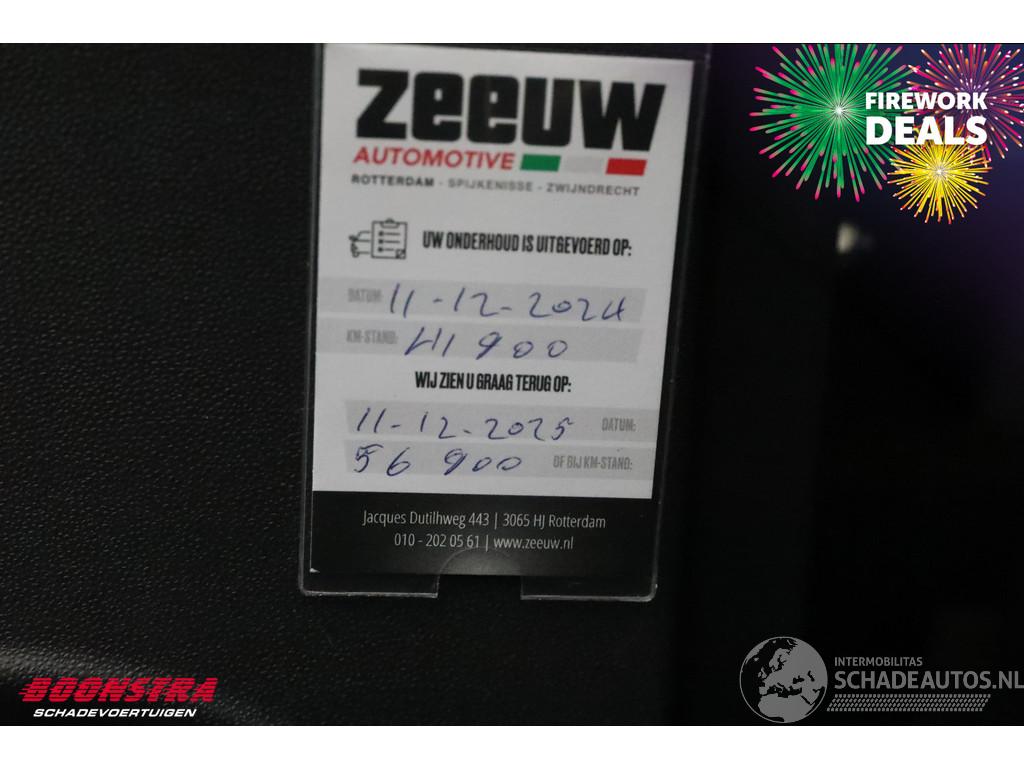 zeeuw
AUTOMOTIVE
ROTTERDAM - SPIJKENISSE - ZWIJNDRECHT
UW ONDERHOUD IS UITGEVOERD OP:
DATUM: 11-12-2024
KM-STAND: 41 900
WIJ ZIEN U GRAAG TERUG OP:
11-12-2025 DATUM:
56 900 OF BIJ KM-STAND:
Jacques Dutilhweg 443 | 3065 HJ Rotterdam
010 - 202 05 61 | www.zeeuw.nl
FIREWORK
DEALS
BOONSTRA
SCHADEVOERTUIGEN
INTERMOBILITAS
SCHADEAUTOS.NL